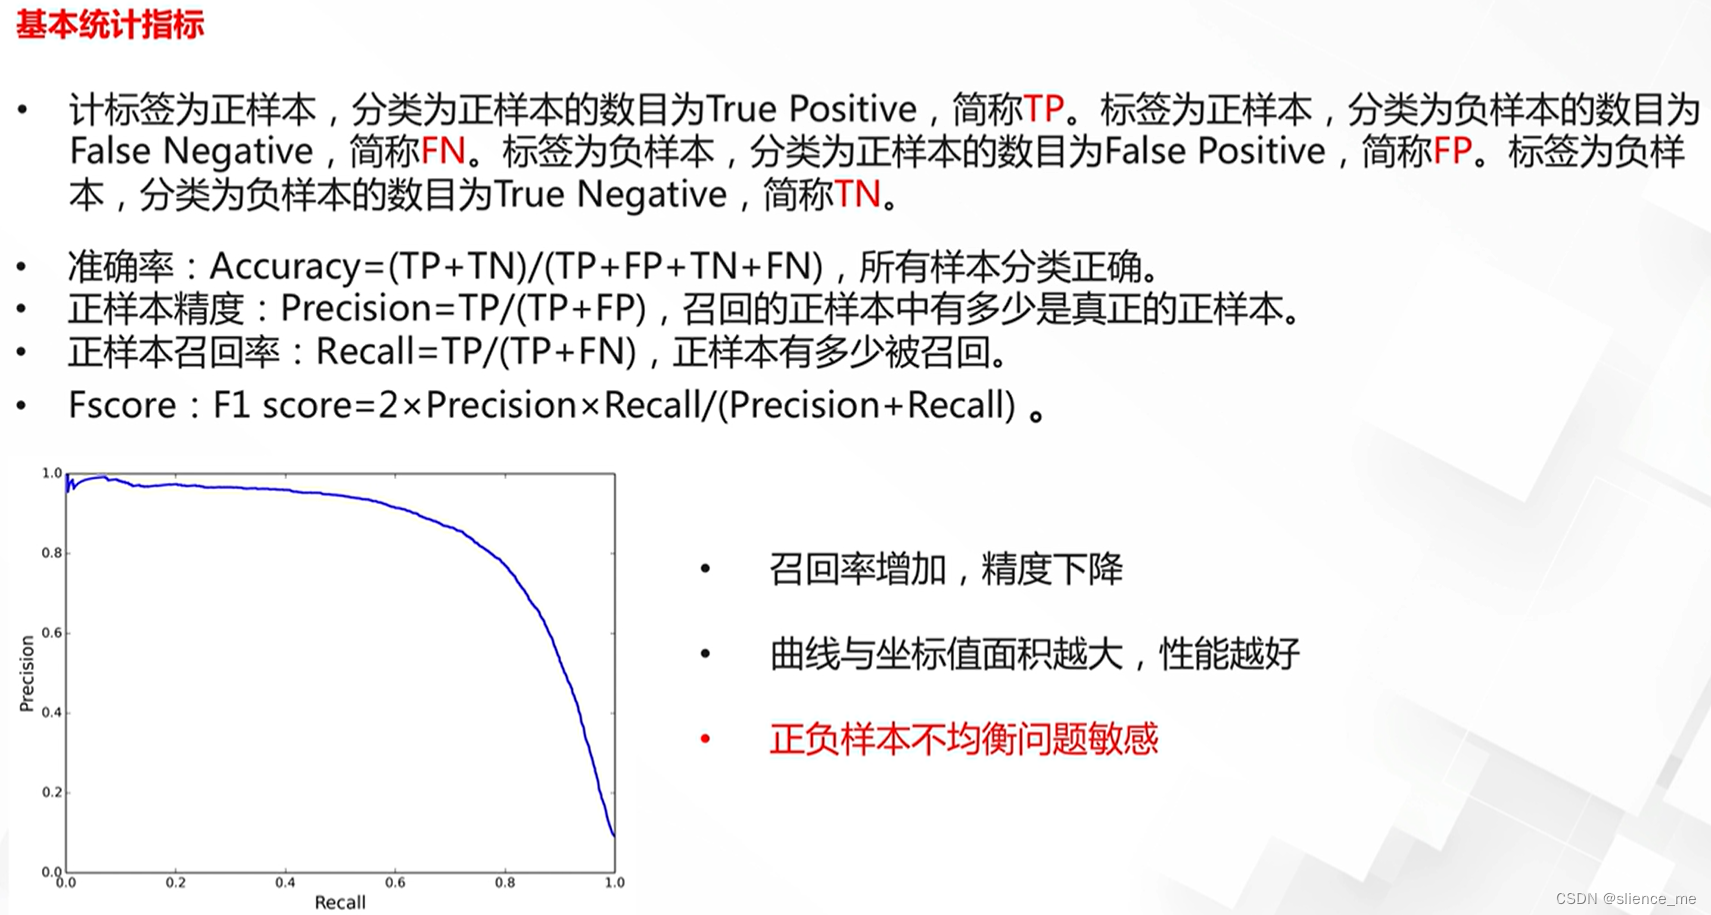 基本统计指标
• 计标签为正样本，分类为正样本的数目为True Positive，简称TP。标签为正样本，分类为负样本的数目为
False Negative，简称FN。标签为负样本，分类为正样本的数目为False Positive，简称FP。标签为负样
本，分类为负样本的数目为True Negative，简称TN。
• 准确率：Accuracy=(TP+TN)/(TP+FP+TN+FN)，所有样本分类正确。
• 正样本精度：Precision=TP/(TP+FP)，召回的正样本中有多少是真正的正样本。
• 正样本召回率：Recall=TP/(TP+FN)，正样本有多少被召回。
• Fscore：F1 score=2×Precision×Recall/(Precision+Recall) 。
1.0
0.8
0.6
0.4
0.2
0.0
Precision
0.0 0.2 0.4 0.6 0.8 1.0
Recall
• 召回率增加，精度下降
• 曲线与坐标值面积越大，性能越好
• 正负样本不均衡问题敏感
CSDN @slience_me